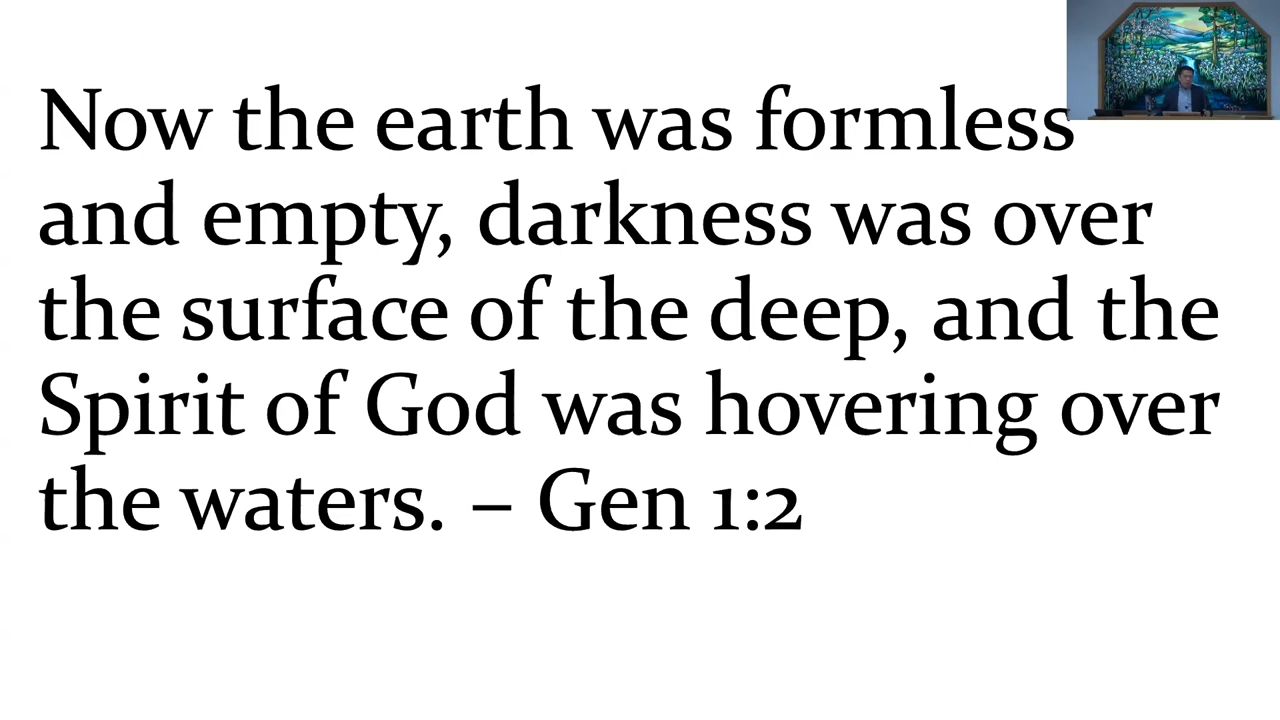 Now the earth was formless
and empty, darkness was over
the surface of the deep, and the
Spirit of God was hovering over
the waters. – Gen 1:2